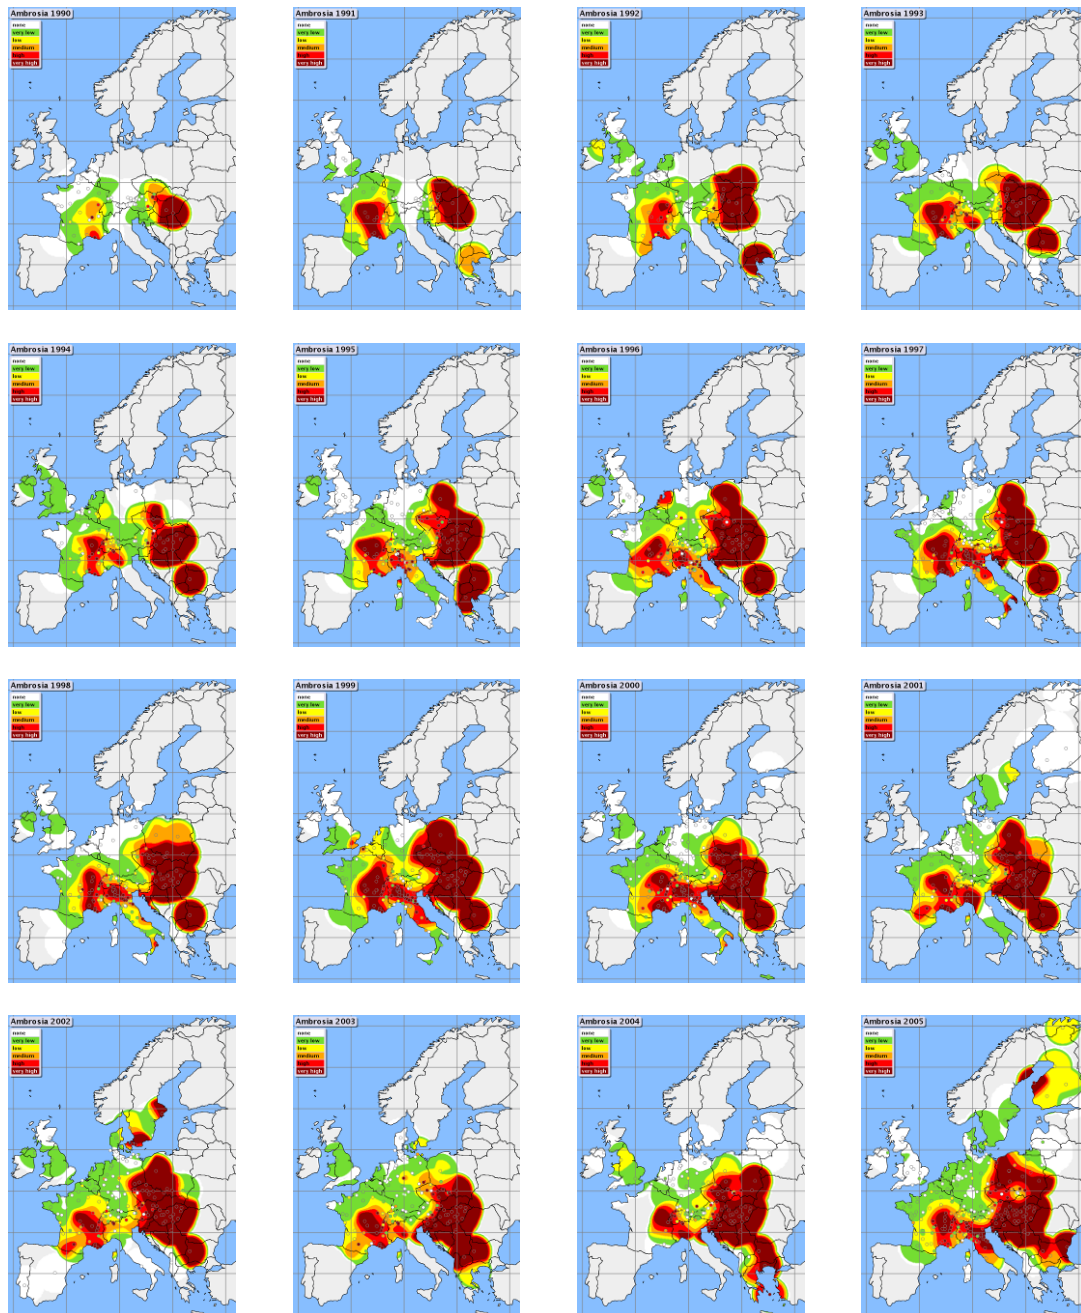 Ambrosia 1990
none
very low
low
medium
high
very high
Ambrosia 1991
none
very low
low
medium
high
very high
Ambrosia 1992
none
very low
low
medium
high
very high
Ambrosia 1993
none
very low
low
medium
high
very high
Ambrosia 1994
none
very low
low
medium
high
very high
Ambrosia 1995
none
very low
low
medium
high
very high
Ambrosia 1996
none
very low
low
medium
high
very high
Ambrosia 1997
none
very low
low
medium
high
very high
Ambrosia 1998
none
very low
low
medium
high
very high
Ambrosia 1999
none
very low
low
medium
high
very high
Ambrosia 2000
none
very low
low
medium
high
very high
Ambrosia 2001
none
very low
low
medium
high
very high
Ambrosia 2002
none
very low
low
medium
high
very high
Ambrosia 2003
none
very low
low
medium
high
very high
Ambrosia 2004
none
very low
low
medium
high
very high
Ambrosia 2005
none
very low
low
medium
high
very high